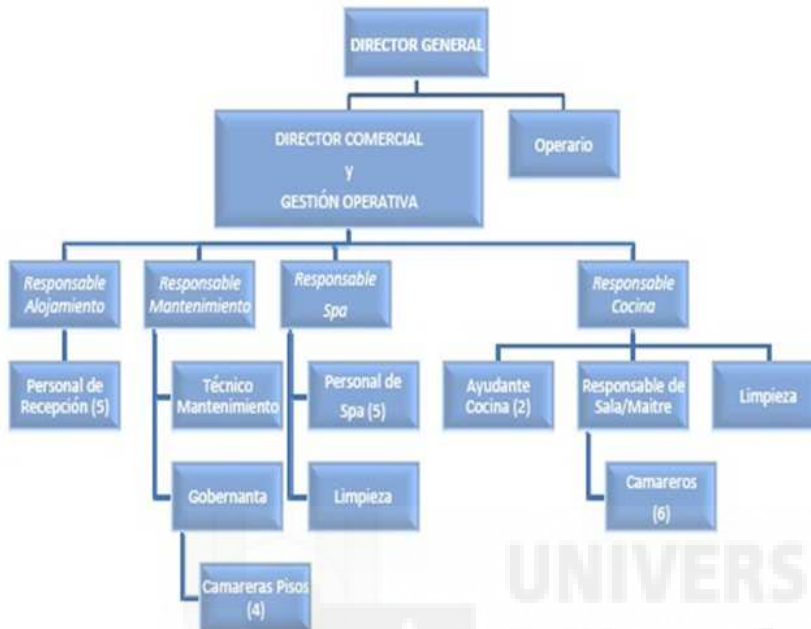 DIRECTOR GENERAL
DIRECTOR COMERCIAL
y
GESTIÓN OPERATIVA
Operario
Responsable
Alojamiento
Responsable
Mantenimiento
Responsable
Spa
Responsable
Cocina
Personal de
Recepción (5)
Técnico
Mantenimiento
Personal de
Spa (5)
Ayudante
Cocina (2)
Responsable de
Sala/Maitre
Limpieza
Gobernanta
Limpieza
Camareros
(6)
Camareras Pisos
(4)
UNIVERS